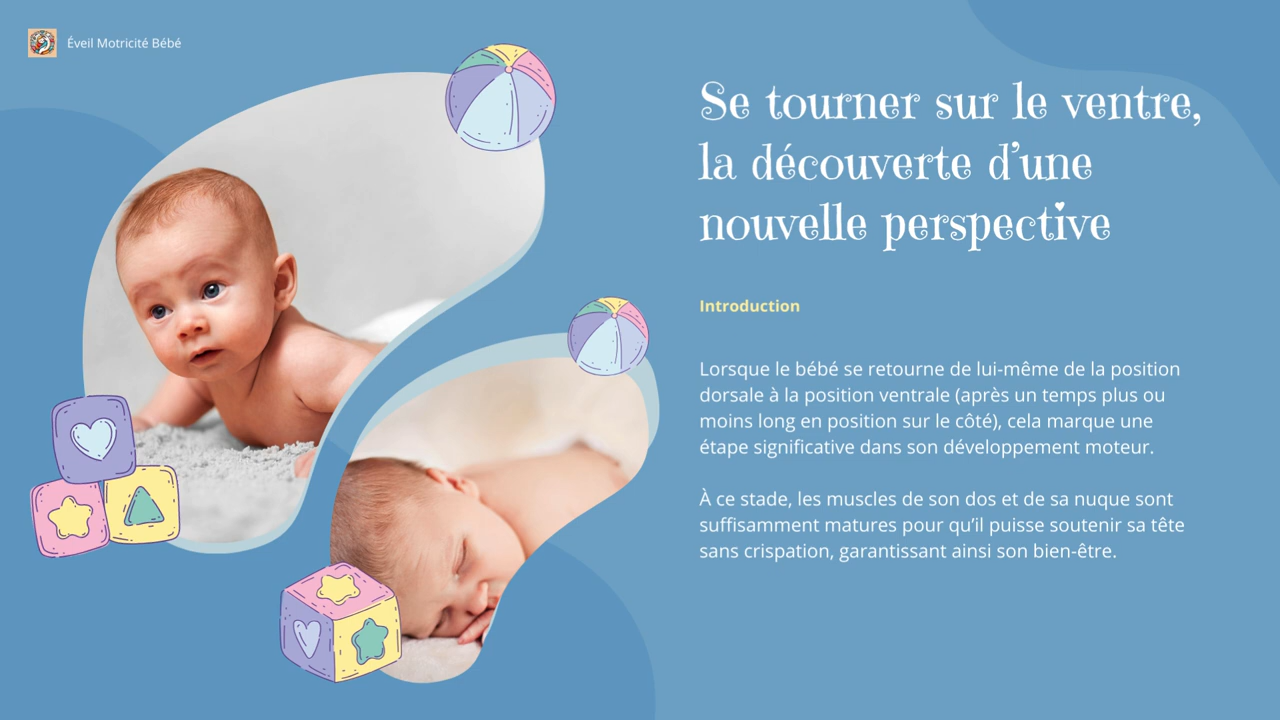 Éveil Motricité Bébé
Se tourner sur le ventre,
la découverte d’une
nouvelle perspective
Introduction
Lorsque le bébé se retourne de lui-même de la position
dorsale à la position ventrale (après un temps plus ou
moins long en position sur le côté), cela marque une
étape significative dans son développement moteur.
À ce stade, les muscles de son dos et de sa nuque sont
suffisamment matures pour qu’il puisse soutenir sa tête
sans crispation, garantissant ainsi son bien-être.